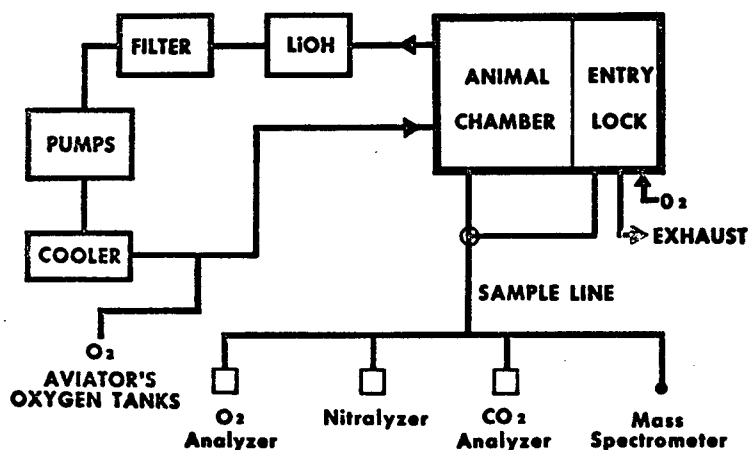 FILTER
LiOH
ANIMAL
CHAMBER
ENTRY
LOCK
PUMPS
COOLER
O₂
EXHAUST
SAMPLE LINE
O₂
AVIATOR'S
OXYGEN TANKS
O₂
Analyzer
Nitralyzer
CO₂
Analyzer
Mass
Spectrometer